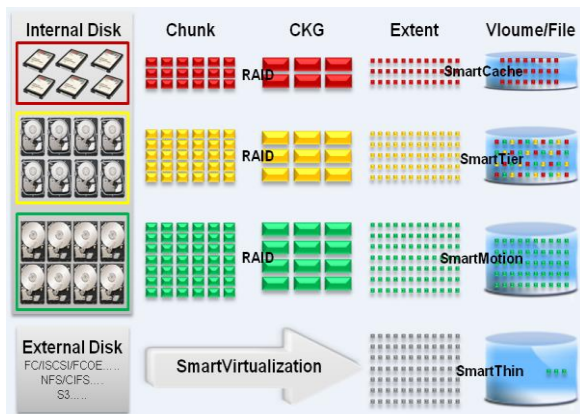 Internal Disk Chunk CKG Extent Vloume/File
RAID SmartCache
RAID SmartTier
RAID SmartMotion
External Disk
FC/ISCSI/FCOE.....
NFS/CIFS....
S3.....
SmartVirtualization
SmartThin